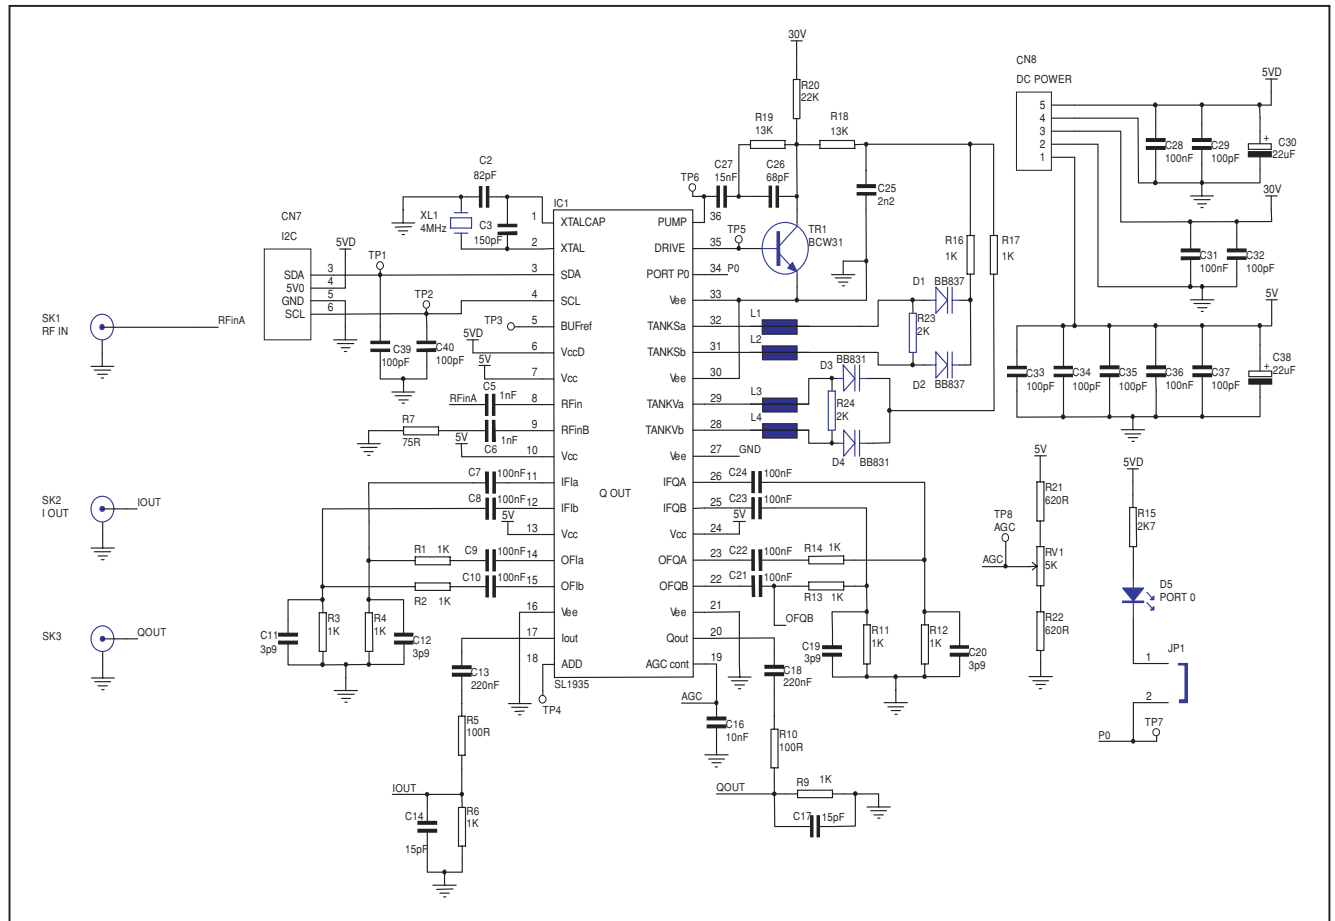 30V
CN8
DC POWER
5VD
R20
22K
5
4
3
2
1
R19
13K
R18
13K
C28
100nF
C29
100pF
+
C30
22uF
C2
82pF
C27
15nF
C26
68pF
TP6
C25
2n2
30V
IC1
CN7
I2C
XL1
4MHz
C3
150pF
1
XTALCAP
PUMP
36
TP5
TR1
BCW31
R16
1K
R17
1K
C31
100nF
C32
100pF
5VD
TP1
2
XTAL
DRIVE
35
SDA
3
3
SDA
PORT P0
34
P0
5V0
4
GND
5
SCL
6
TP2
4
SCL
Vee
33
D1
BB837
5V
SK1
RF IN
RFinA
TP3
5
BUFref
TANKSa
32
L1
R23
2K
5VD
C39
100pF
C40
100pF
6
VccD
TANKSb
31
L2
D2
BB837
5V
7
Vcc
Vee
30
D3
BB831
C33
100pF
C34
100pF
C35
100pF
C36
100nF
C37
100pF
+
C38
22uF
RFinA
C5
1nF
8
RFin
TANKVa
29
L3
R24
2K
R7
75R
C6
1nF
9
RFinB
TANKVb
28
L4
D4
BB831
5V
10
Vcc
Vee
27
GND
5V
5VD
C7
100nF
11
IFIa
IFQA
26
C24
100nF
R21
620R
SK2
I OUT
IOUT
C8
100nF
12
IFIb
Q OUT
IFQB
25
C23
100nF
TP8
AGC
R15
2K7
5V
13
Vcc
Vcc
24
5V
R1
1K
C9
100nF
14
OFIa
OFQA
23
C22
100nF
R14
1K
AGC
RV1
5K
R2
1K
C10
100nF
15
OFIb
OFQB
22
C21
100nF
R13
1K
D5
PORT 0
16
Vee
Vee
21
OFQB
R22
620R
SK3
QOUT
C11
3p9
R3
1K
R4
1K
C12
3p9
17
Iout
Qout
20
C19
3p9
R11
1K
R12
1K
C20
3p9
JP1
1
2
18
ADD
AGC cont
19
SL1935
TP4
C13
220nF
C18
220nF
AGC
C16
10nF
TP7
P0
R5
100R
R10
100R
IOUT
QOUT
R9
1K
C14
15pF
R6
1K
C17
15pF